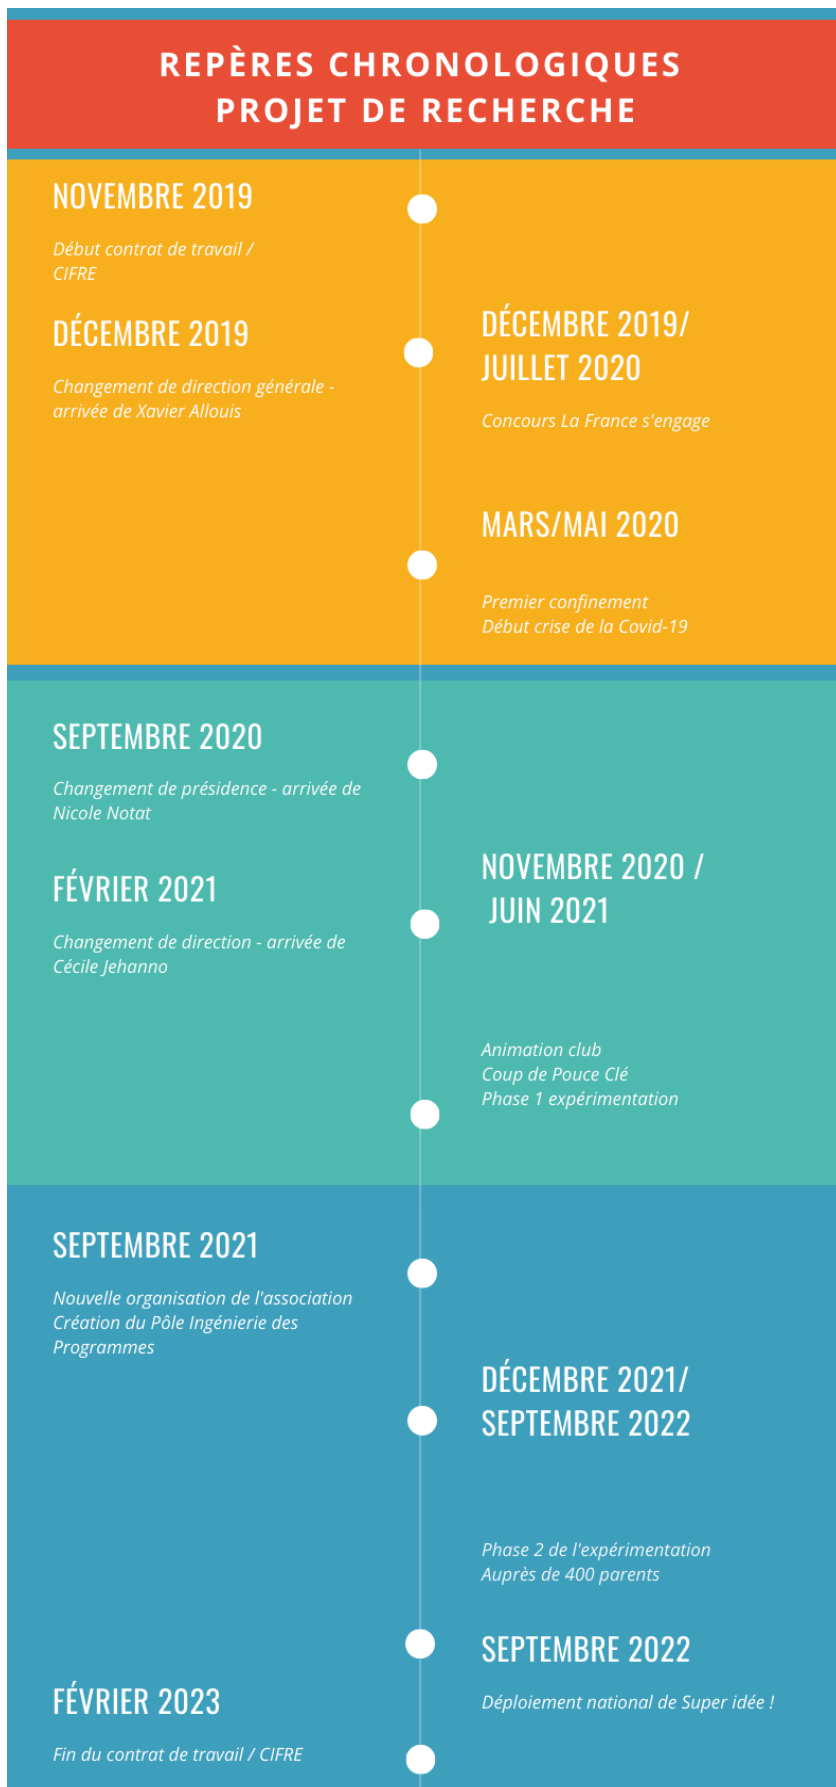 REPÈRES CHRONOLOGIQUES
PROJET DE RECHERCHE
NOVEMBRE 2019
Début contrat de travail /
CIFRE
DÉCEMBRE 2019
Changement de direction générale -
arrivée de Xavier Allouis
DÉCEMBRE 2019/
JUILLET 2020
Concours La France s'engage
MARS/MAI 2020
Premier confinement
Début crise de la Covid-19
SEPTEMBRE 2020
Changement de présidence - arrivée de
Nicole Notat
FÉVRIER 2021
Changement de direction - arrivée de
Cécile Jehanno
NOVEMBRE 2020 /
JUIN 2021
Animation club
Coup de Pouce Clé
Phase 1 expérimentation
SEPTEMBRE 2021
Nouvelle organisation de l'association
Création du Pôle Ingénierie des
Programmes
DÉCEMBRE 2021/
SEPTEMBRE 2022
Phase 2 de l'expérimentation
Auprès de 400 parents
SEPTEMBRE 2022
Déploiement national de Super idée !
FÉVRIER 2023
Fin du contrat de travail / CIFRE